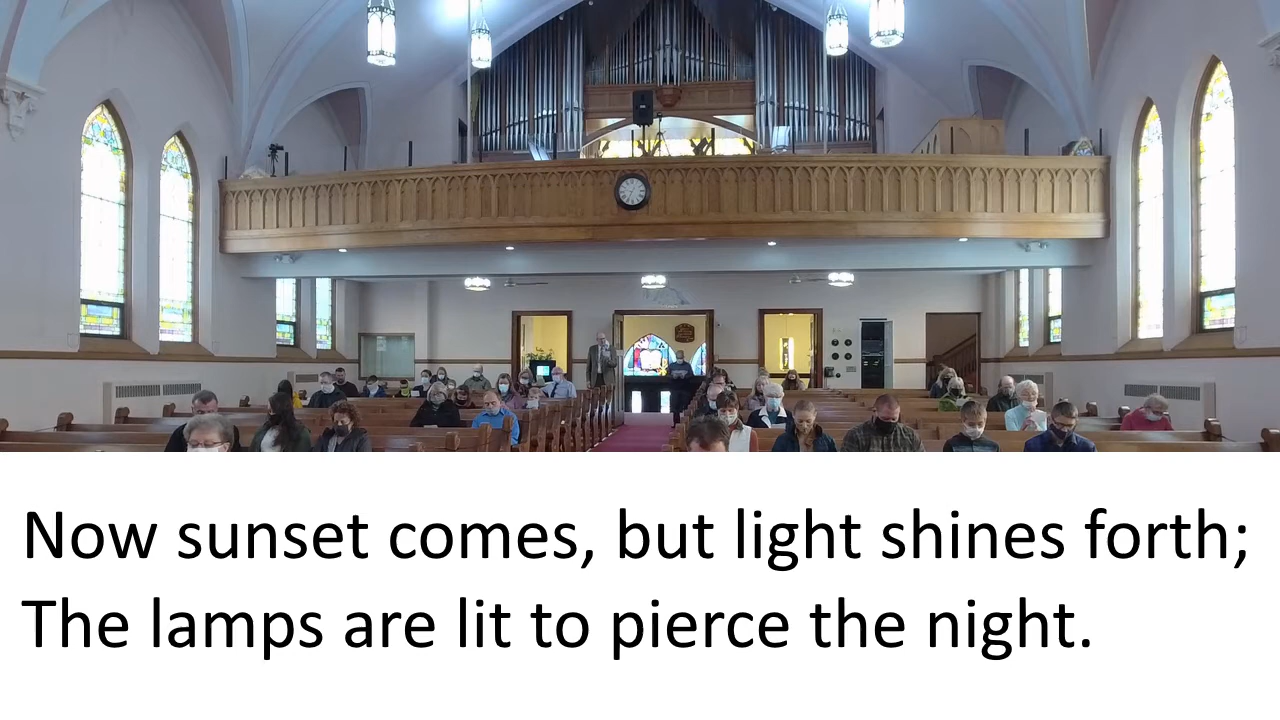 Now sunset comes, but light shines forth;
The lamps are lit to pierce the night.